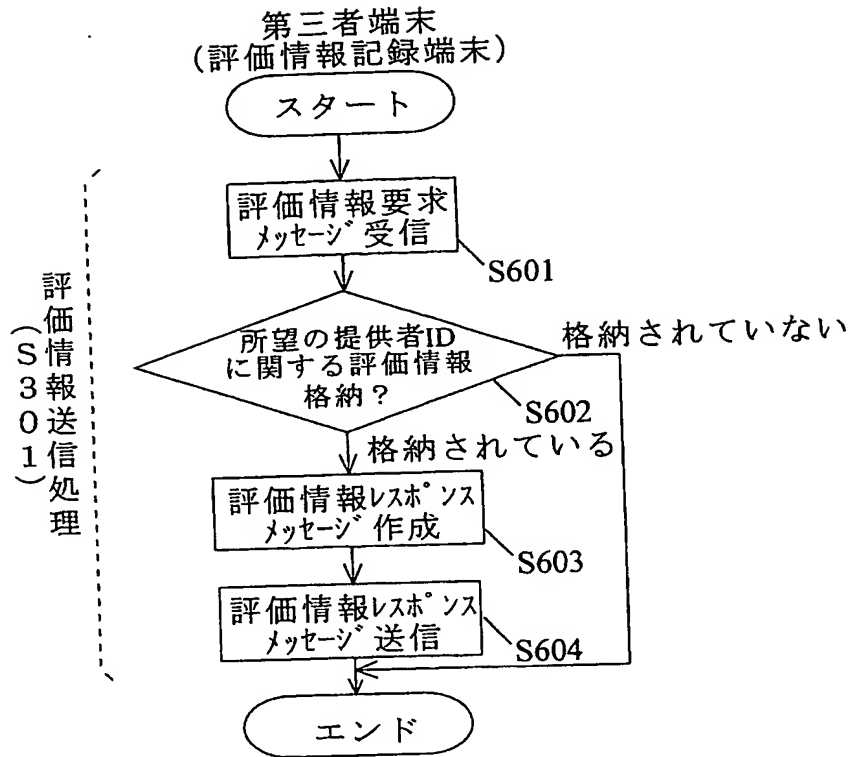 第三者端末
(評価情報記録端末)
スタート
評価情報要求
メッセージ受信
S601
所望の提供者ID
に関する評価情報
格納？
S602
格納されていない
格納されている
評価情報レスポンス
メッセージ作成
S603
評価情報レスポンス
メッセージ送信
S604
エンド
評価情報送信処理
(S301)